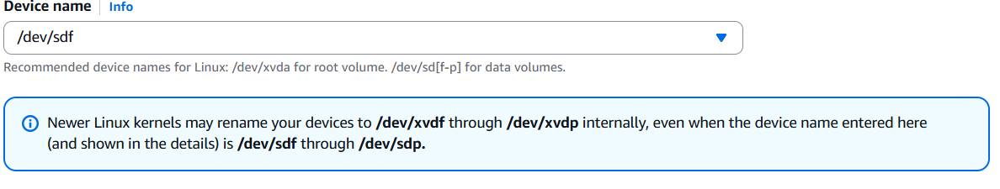 Device name Info
/dev/sdf
Recommended device names for Linux: /dev/xvda for root volume. /dev/sd[f-p] for data volumes.
Newer Linux kernels may rename your devices to /dev/xvdf through /dev/xvdp internally, even when the device name entered here
(and shown in the details) is /dev/sdf through /dev/sdp.